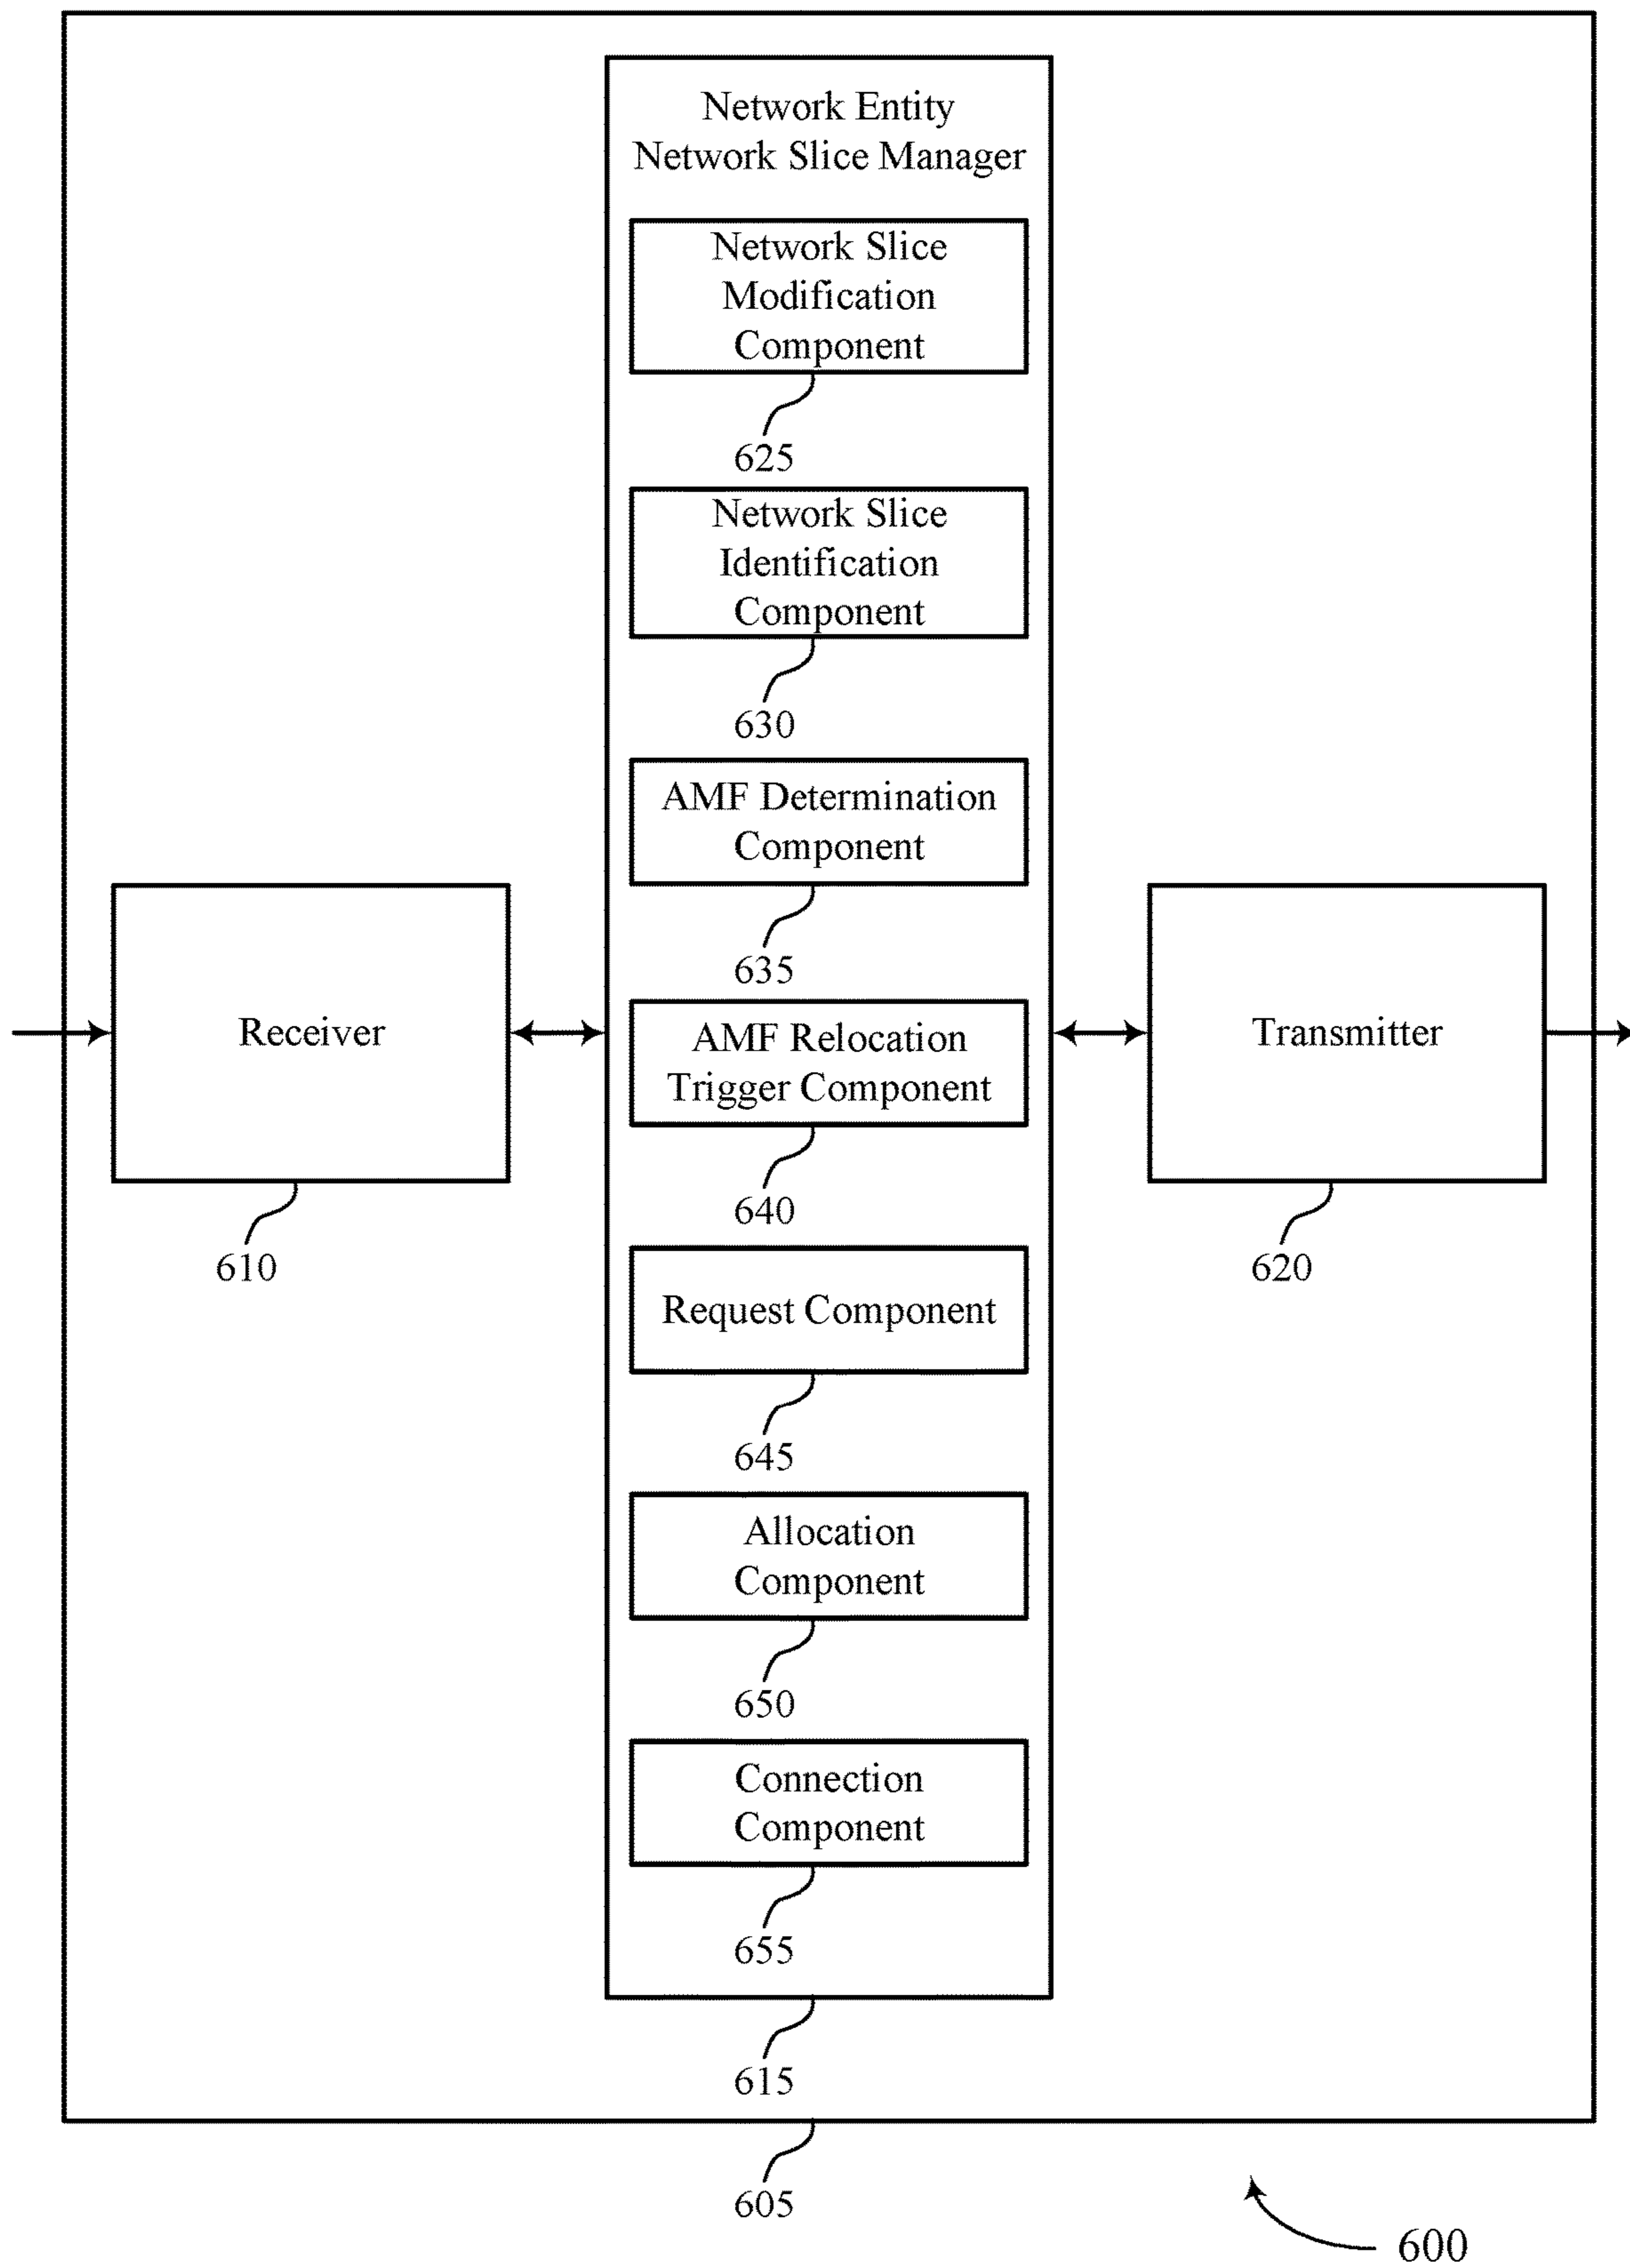 Network Entity
Network Slice Manager
Network Slice
Modification
Component
625
Network Slice
Identification
Component
630
AMF Determination
Component
635
Receiver
610
AMF Relocation
Trigger Component
640
Transmitter
620
Request Component
645
Allocation
Component
650
Connection
Component
655
615
605
600